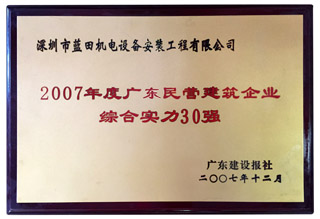 深圳市蓝田机电设备安装工程有限公司
2007年度广东民营建筑企业
综合实力30强
广东建设报社
二〇〇七年十二月